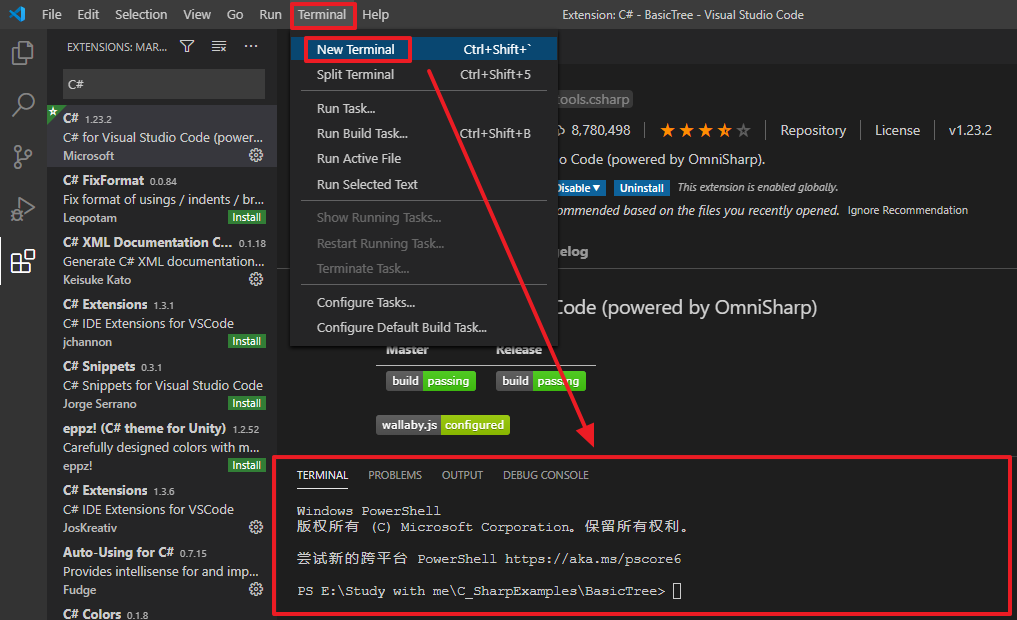 File Edit Selection View Go Run Terminal Help Extension: C# - BasicTree - Visual Studio Code
EXTENSIONS: MAR...
C#
C# 1.23.2
C# for Visual Studio Code (power...
Microsoft
C# FixFormat 0.0.84
Fix format of usings / indents / br...
Leopotam Install
C# XML Documentation C... 0.1.18
Generate C# XML documentation...
Keisuke Kato
C# Extensions 1.3.1
C# IDE Extensions for VSCode
jchannon Install
C# Snippets 0.3.1
C# Snippets for Visual Studio Code
Jorge Serrano Install
eppz! (C# theme for Unity) 1.2.52
Carefully designed colors with m...
eppz! Install
C# Extensions 1.3.6
C# IDE Extensions for VSCode
JosKreativ
Auto-Using for C# 0.7.15
Provides intellisense for and imp...
Fudge
C# Colors 0.1.8
New Terminal Ctrl+Shift+`
Split Terminal Ctrl+Shift+5
Run Task...
Run Build Task... Ctrl+Shift+B
Run Active File
Run Selected Text
Show Running Tasks...
Restart Running Task...
Terminate Task...
Configure Tasks...
Configure Default Build Task...
tools.csharp
8,780,498 Repository License v1.23.2
o Code (powered by OmniSharp).
Disable Uninstall This extension is enabled globally.
ommended based on the files you recently opened. Ignore Recommendation
elog
Code (powered by OmniSharp)
Master Release
build passing build passing
wallaby.js configured
TERMINAL PROBLEMS OUTPUT DEBUG CONSOLE
Windows PowerShell
版权所有 (C) Microsoft Corporation。保留所有权利。
尝试新的跨平台 PowerShell https://aka.ms/pscore6
PS E:\Study with me\C_SharpExamples\BasicTree>